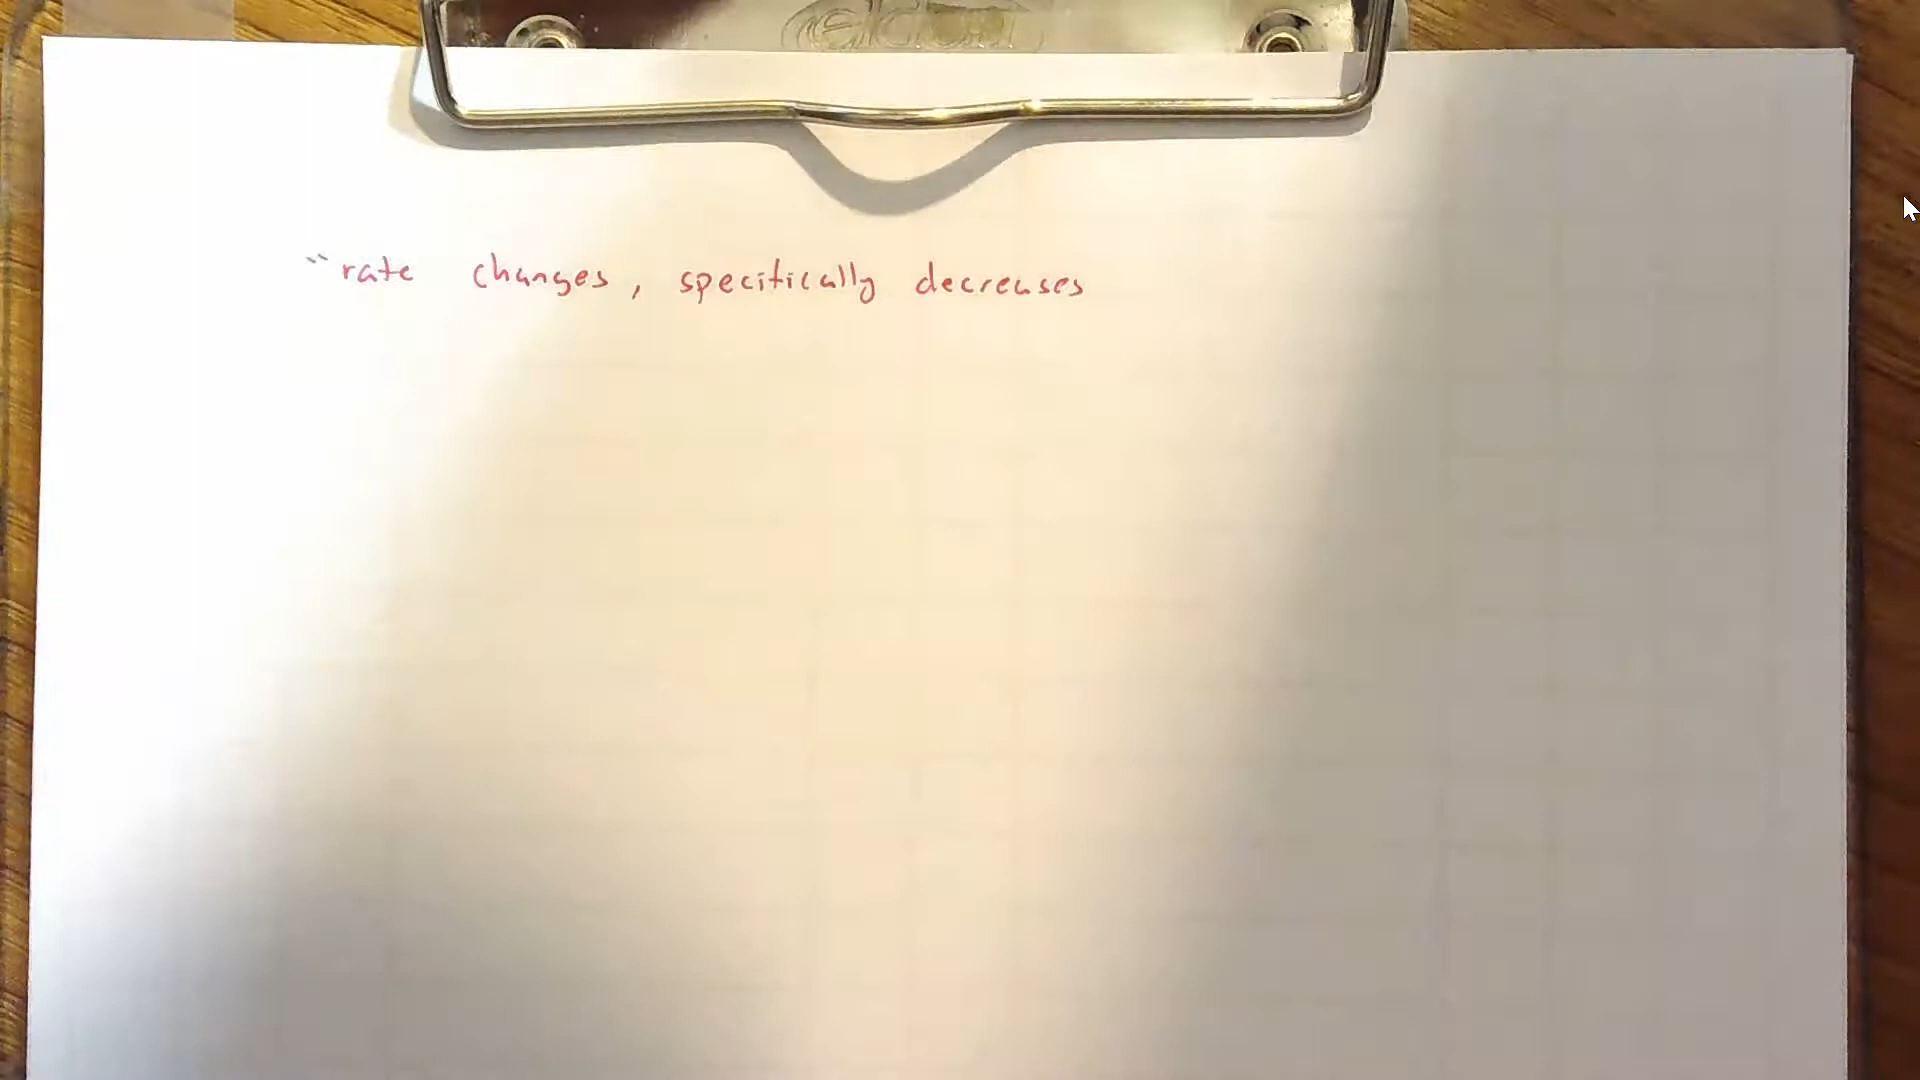 “rate changes, specifically decreases